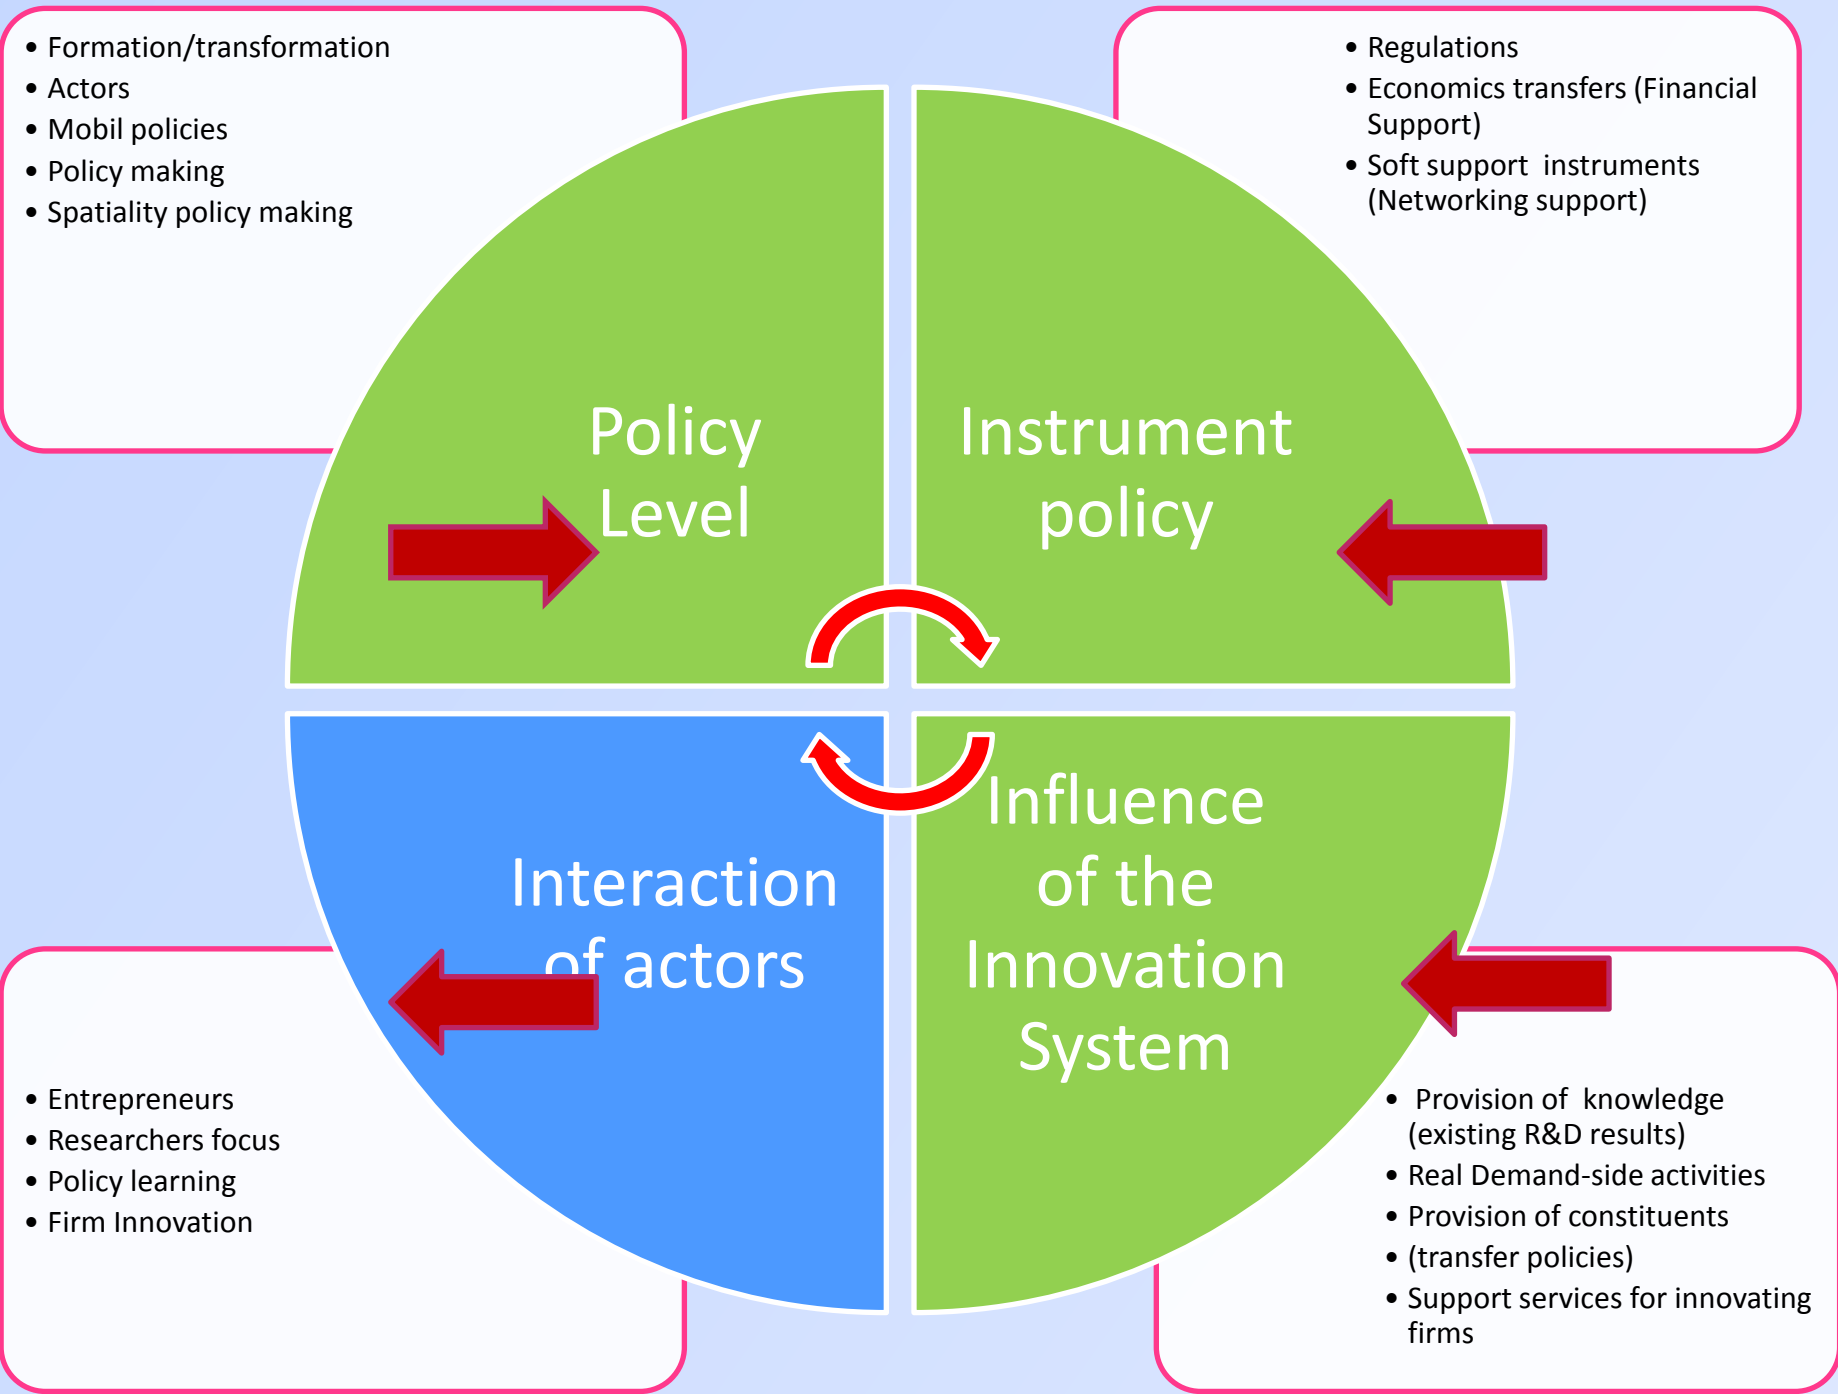 • Formation/transformation
• Actors
• Mobil policies
• Policy making
• Spatiality policy making
• Regulations
• Economics transfers (Financial
Support)
• Soft support instruments
(Networking support)
Policy
Level
Instrument
policy
Interaction
of actors
Influence
of the
Innovation
System
• Entrepreneurs
• Researchers focus
• Policy learning
• Firm Innovation
• Provision of knowledge
(existing R&D results)
• Real Demand-side activities
• Provision of constituents
• (transfer policies)
• Support services for innovating
firms